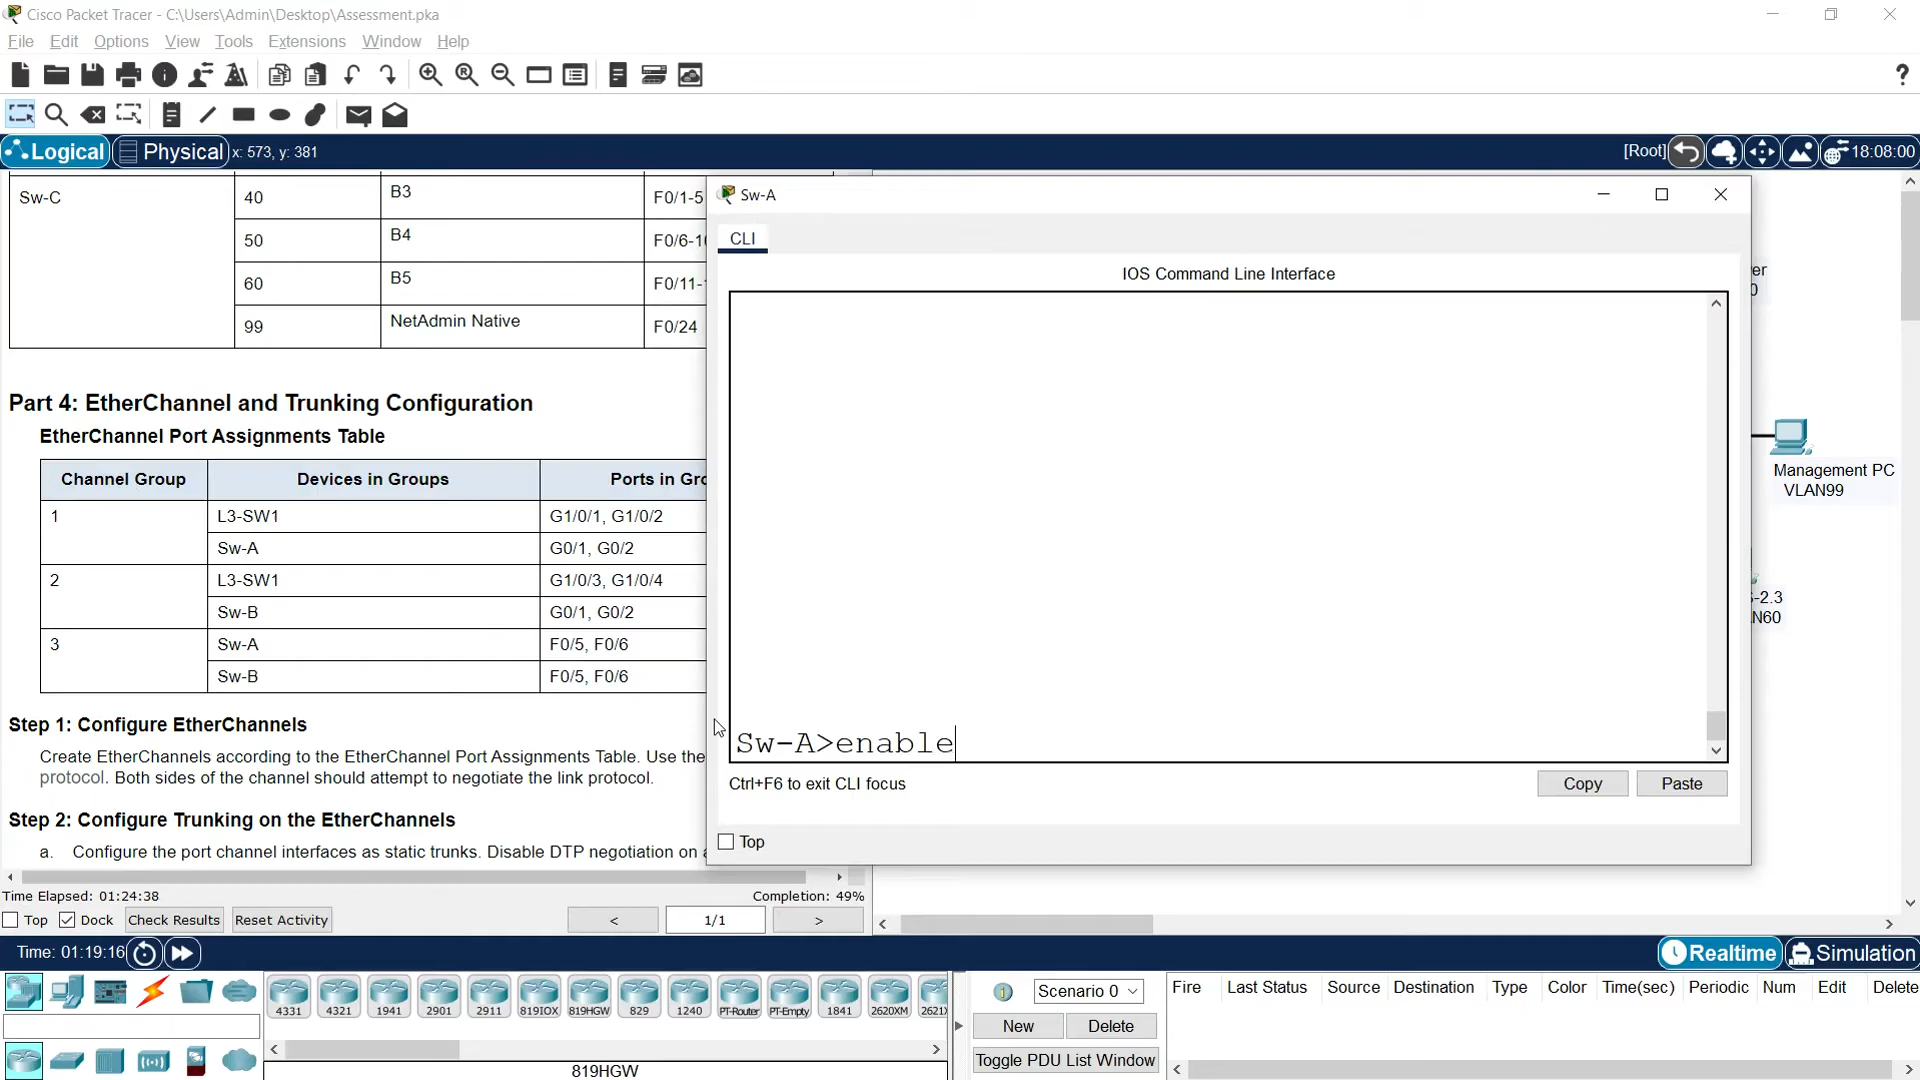 Cisco Packet Tracer - C:\Users\Admin\Desktop\Assessment.pka
File Edit Options View Tools Extensions Window Help
?
Logical Physical x: 573, y: 381 [Root] 18:08:00
Sw-C 40 B3 F0/1-5
50 B4
60 B5
99 NetAdmin Native F0/24
Part 4: EtherChannel and Trunking Configuration
EtherChannel Port Assignments Table
Channel Group Devices in Groups Ports in
1 L3-SW1 G1/0/1, G1/0/2
Sw-A G0/1, G0/2
2 L3-SW1 G1/0/3, G1/0/4
Sw-B G0/1, G0/2
3 Sw-A F0/5, F0/6
Sw-B F0/5, F0/6
Step 1: Configure EtherChannels
Create EtherChannels according to the EtherChannel Port Assignments Table. Use the
protocol. Both sides of the channel should attempt to negotiate the link protocol.
Step 2: Configure Trunking on the EtherChannels
a. Configure the port channel interfaces as static trunks. Disable DTP negotiation on
Time Elapsed: 01:24:38 Completion: 49%
Top Dock Check Results Reset Activity < 1/1 >
Sw-A
CLI
IOS Command Line Interface
Sw-A>enable
Ctrl+F6 to exit CLI focus Copy Paste
Top
Management PC
VLAN99
Time: 01:19:16 Realtime Simulation
4331 4321 1941 2901 2911 819IOX 819HGW 829 1240 PT-Router PT-Empty 1841 2620XM
819HGW
Scenario 0
New Delete
Toggle PDU List Window
Fire Last Status Source Destination Type Color Time(sec) Periodic Num Edit Delete